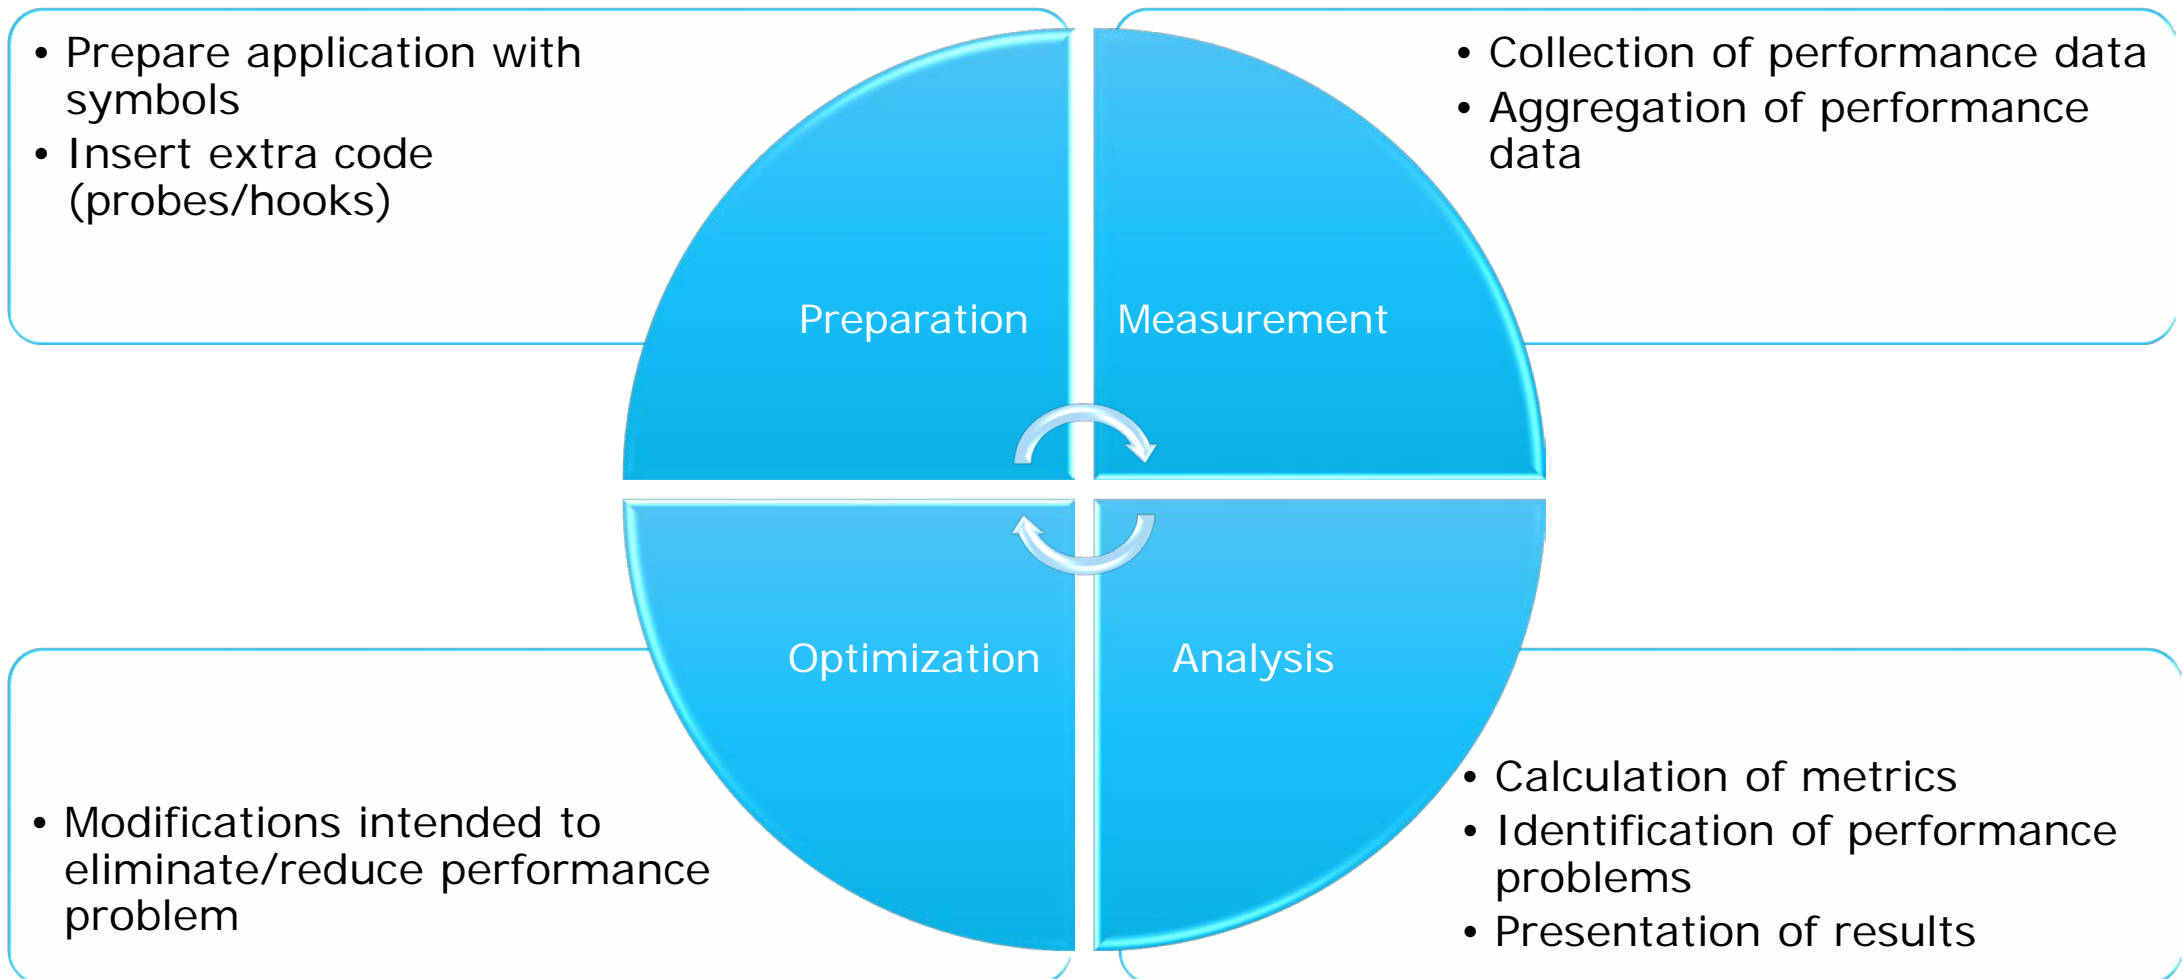 • Prepare application with
symbols
• Insert extra code
(probes/hooks)
• Collection of performance data
• Aggregation of performance
data
Preparation
Measurement
Optimization
Analysis
• Modifications intended to
eliminate/reduce performance
problem
• Calculation of metrics
• Identification of performance
problems
• Presentation of results